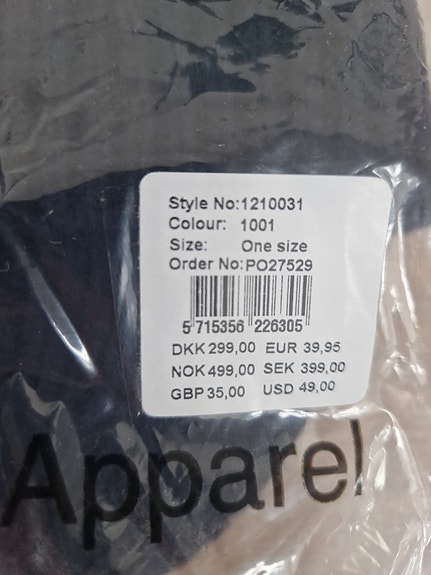 Style No:1210031
Colour: 1001
Size: One size
Order No:PO27529
5 715356 226305
DKK 299,00 EUR 39,95
NOK 499,00 SEK 399,00
GBP 35,00 USD 49,00
Apparel